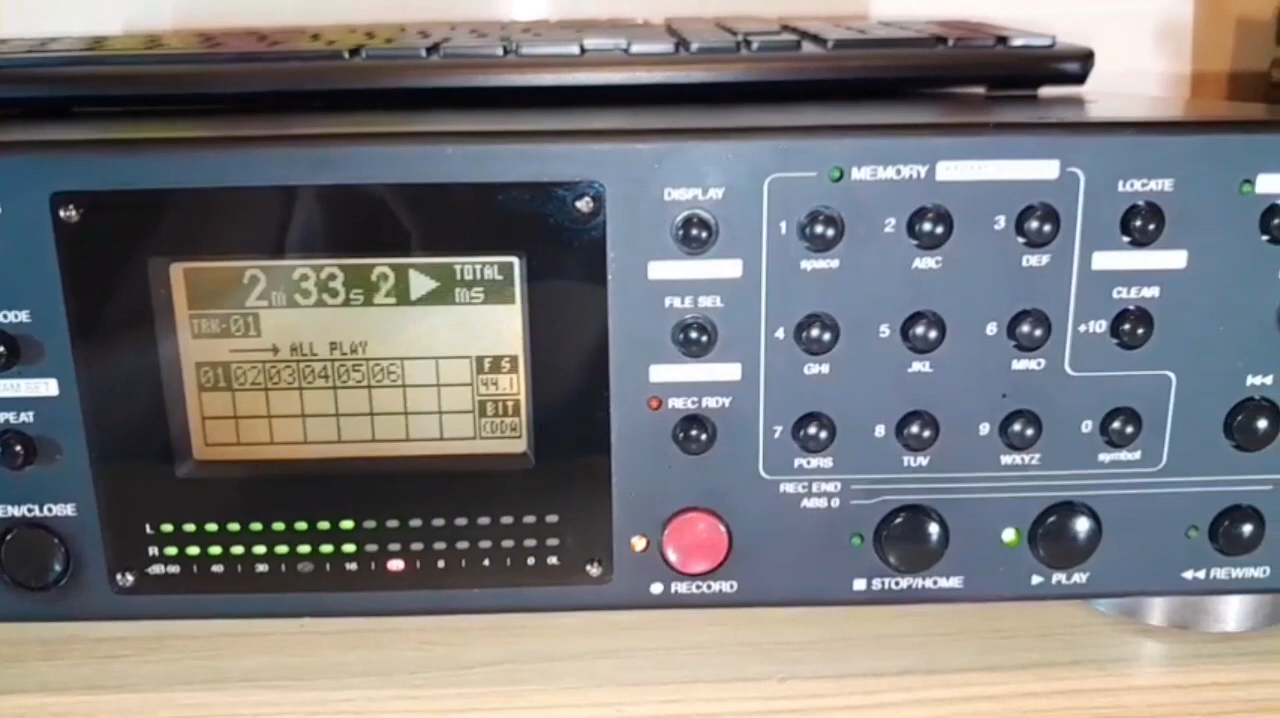 2m33s2 TOTAL
ms
TRK-01
ALL PLAY
01 02 03 04 05 06
FS
44.1
BIT
CDDA
L
R
-dB 60 40 30 16 8 4 0 OL
ODE
AM SET
PEAT
EN/CLOSE
DISPLAY
FILE SEL
REC RDY
RECORD
MEMORY
1
space
2
ABC
3
DEF
4
GHI
5
JKL
6
MNO
7
PQRS
8
TUV
9
WXYZ
0
symbol
LOCATE
CLEAR
+10
REC END
ABS 0
STOP/HOME
PLAY
REWIND